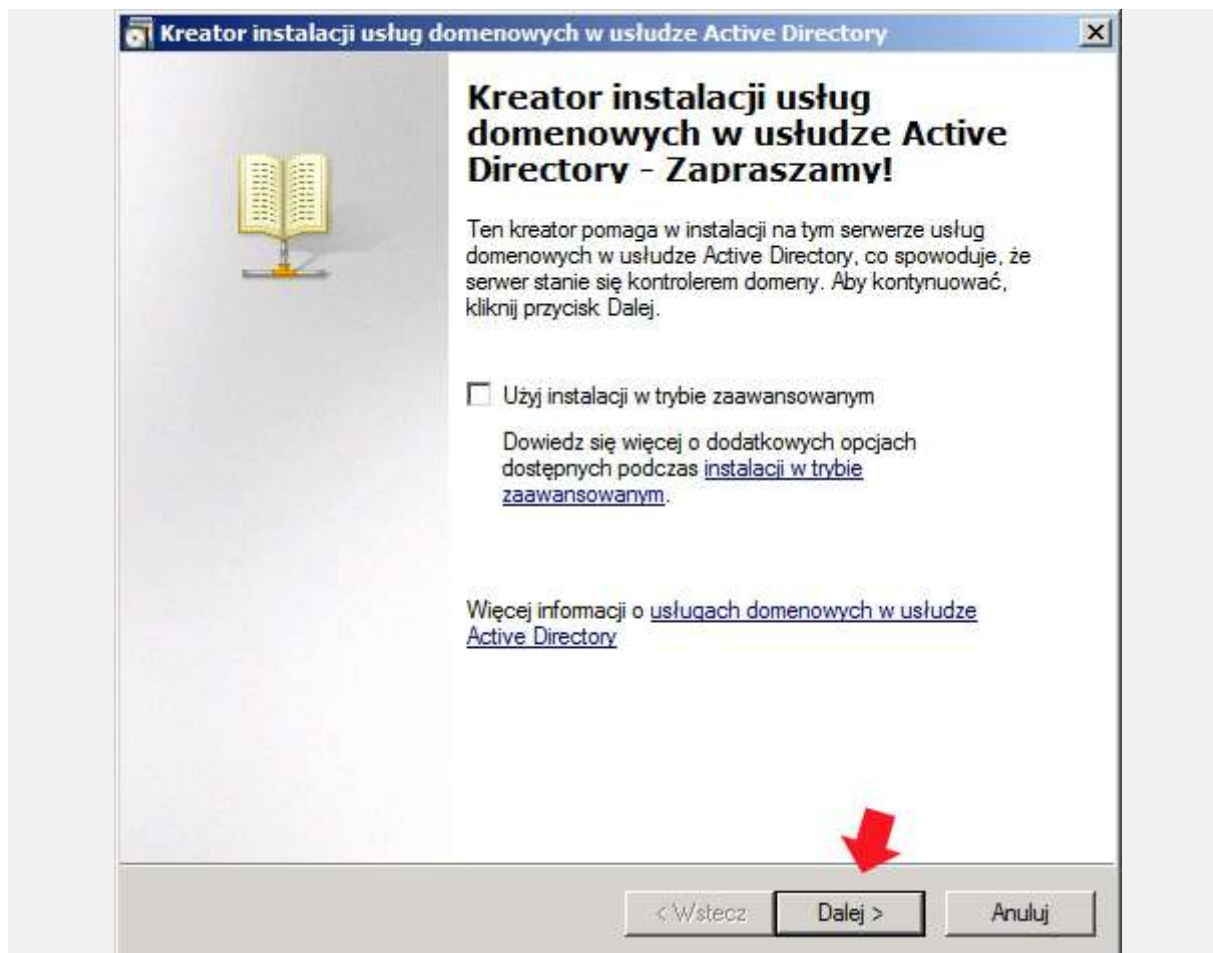 Kreator instalacji usług domenowych w usłudze Active Directory
Kreator instalacji usług
domenowych w usłudze Active
Directory - Zapraszamy!
Ten kreator pomaga w instalacji na tym serwerze usług
domenowych w usłudze Active Directory, co spowoduje, że
serwer stanie się kontrolerem domeny. Aby kontynuować,
kliknij przycisk Dalej.
Użyj instalacji w trybie zaawansowanym
Dowiedz się więcej o dodatkowych opcjach
dostępnych podczas instalacji w trybie
zaawansowanym.
Więcej informacji o usługach domenowych w usłudze
Active Directory
< Wstecz Dalej > Anuluj